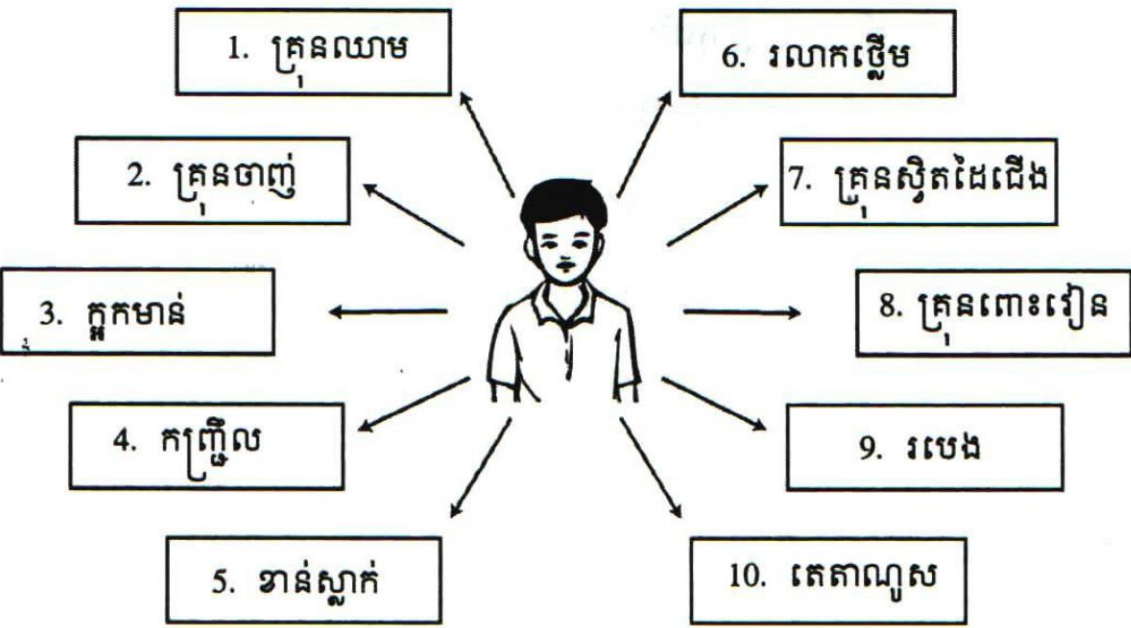 1. គ្រុនឈាម
2. គ្រុនចាញ់
3. ក្អកមាន់
4. កញ្ជ្រឹល
5. ខាន់ស្លាក់
6. រលាកថ្លើម
7. គ្រុនស្វិតដៃជើង
8. គ្រុនពោះវៀន
9. របេង
10. តេតាណូស